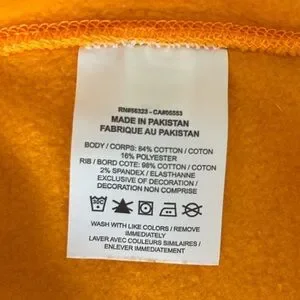 RN#56323 - CA#05553
MADE IN PAKISTAN
FABRIQUE AU PAKISTAN
BODY / CORPS: 84% COTTON / COTON
16% POLYESTER
RIB / BORD COTE: 98% COTTON / COTON
2% SPANDEX / ELASTHANNE
EXCLUSIVE OF DECORATION /
DECORATION NON COMPRISE
WASH WITH LIKE COLORS / REMOVE
IMMEDIATELY
LAVER AVEC COULEURS SIMILAIRES /
ENLEVER IMMEDIATEMENT